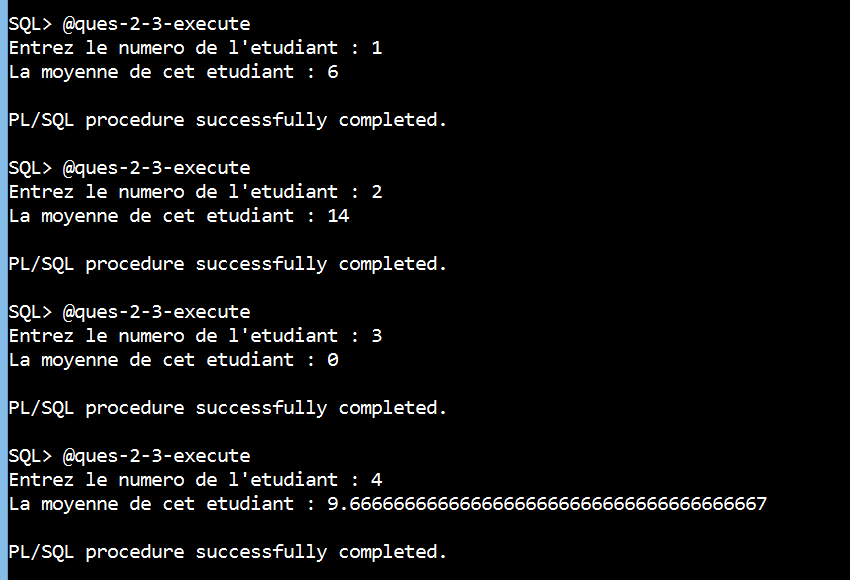 SQL> @ques-2-3-execute
Entrez le numero de l'etudiant : 1
La moyenne de cet etudiant : 6
PL/SQL procedure successfully completed.
SQL> @ques-2-3-execute
Entrez le numero de l'etudiant : 2
La moyenne de cet etudiant : 14
PL/SQL procedure successfully completed.
SQL> @ques-2-3-execute
Entrez le numero de l'etudiant : 3
La moyenne de cet etudiant : 0
PL/SQL procedure successfully completed.
SQL> @ques-2-3-execute
Entrez le numero de l'etudiant : 4
La moyenne de cet etudiant : 9.66666666666666666666666666666666666667
PL/SQL procedure successfully completed.